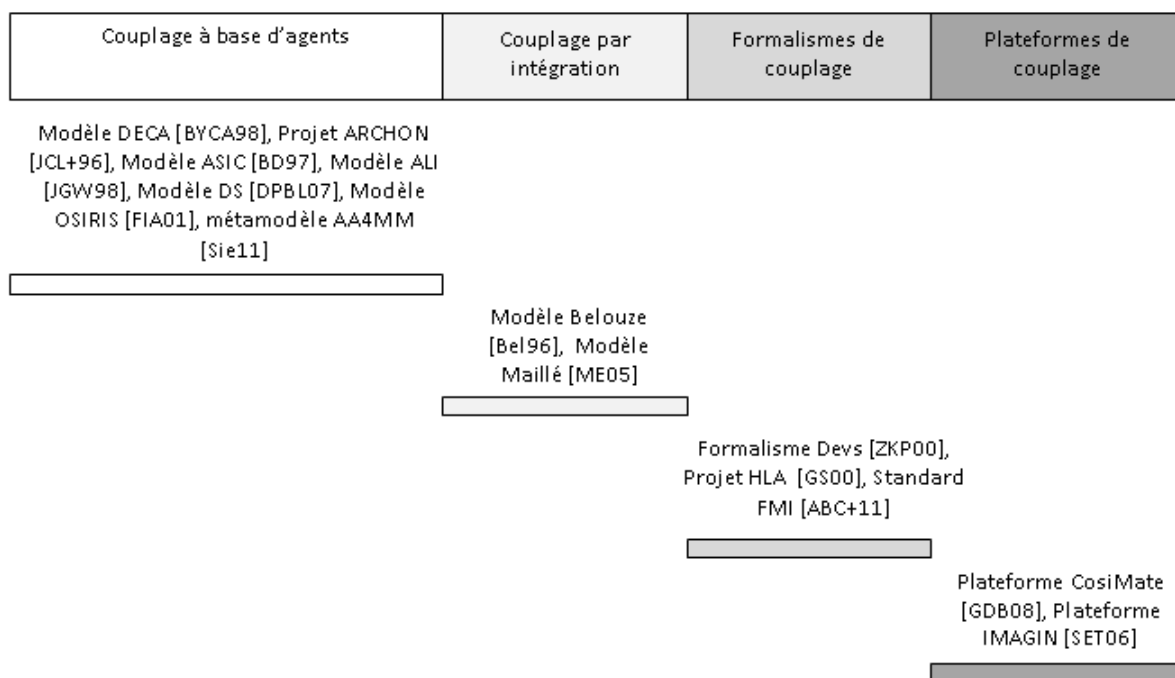 Couplage à base d'agents
Couplage par
intégration
Formalismes de
couplage
Plateformes de
couplage
Modèle DECA [BYCA98], Projet ARCHON
[JCL+96], Modèle ASIC [BD97], Modèle ALI
[JGW98], Modèle DS [DPBL07], Modèle
OSIRIS [FIA01], métamodèle AA4MM
[Sie11]
Modèle Belouze
[Bel96], Modèle
Maillé [ME05]
Formalisme Devs [ZKP00],
Projet HLA [GS00], Standard
FMI [ABC+11]
Plateforme CosiMate
[GDB08], Plateforme
IMAGIN [SET06]